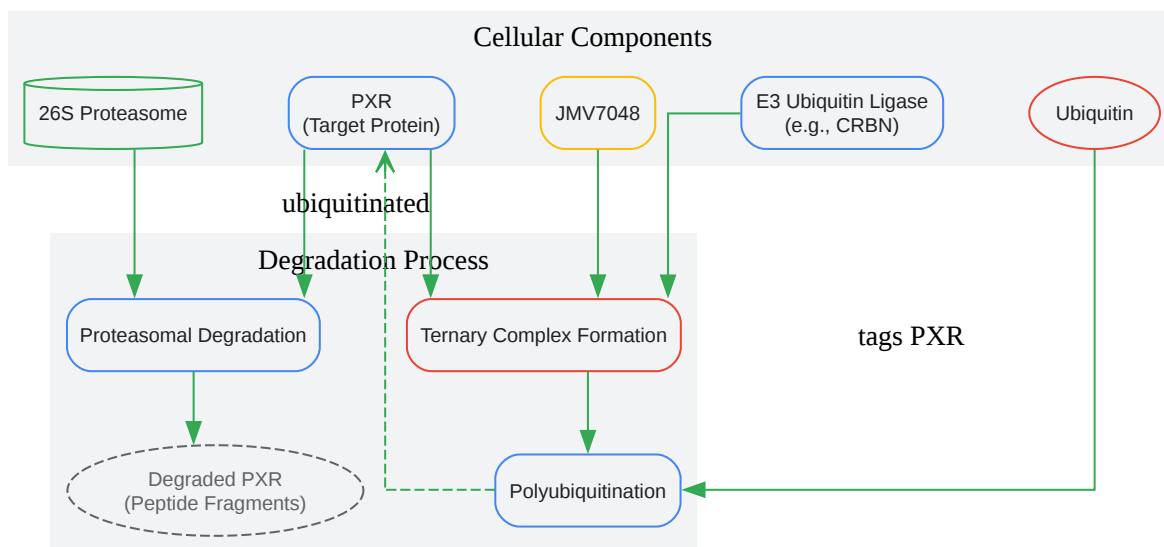 Cellular Components
26S Proteasome
PXR
(Target Protein)
JMV7048
E3 Ubiquitin Ligase
(e.g., CRBN)
Ubiquitin
ubiquitinated
Degradation Process
Proteasomal Degradation
Ternary Complex Formation
tags PXR
Degraded PXR
(Peptide Fragments)
Polyubiquitination